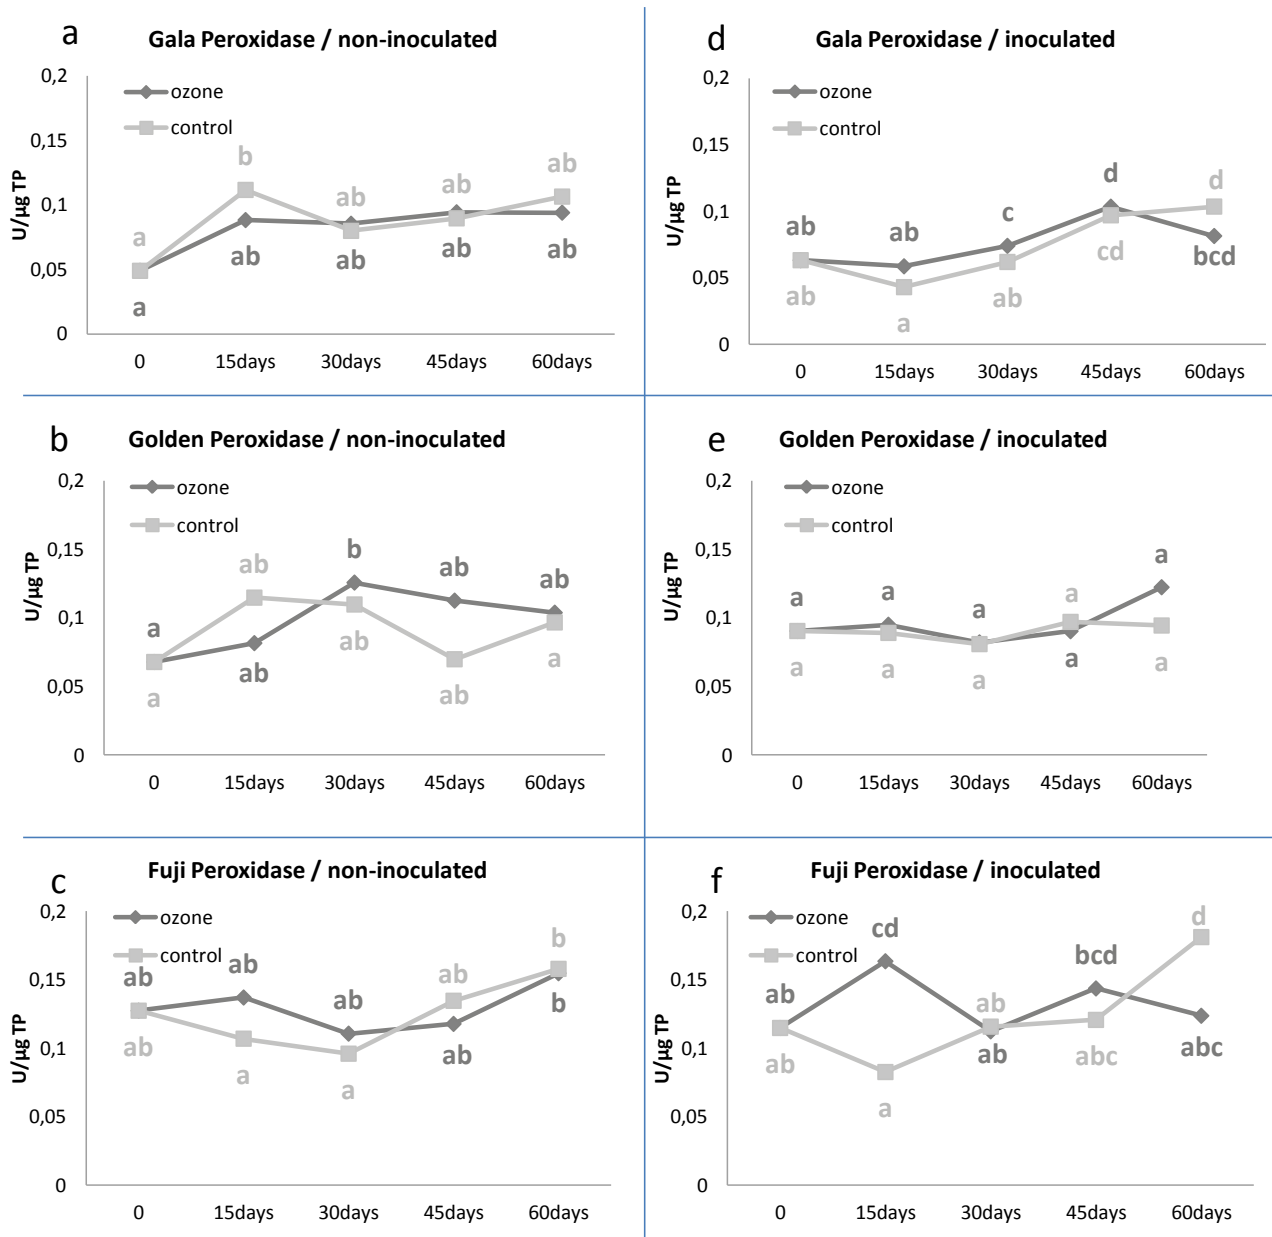 a
Gala Peroxidase / non-inoculated
U/µg TP
0,2
0,15
0,1
0,05
0
ozone
control
b
ab
ab
ab
a
ab
ab
ab
ab
a
0
15days
30days
45days
60days
d
Gala Peroxidase / inoculated
U/µg TP
0,2
0,15
0,1
0,05
0
ozone
control
d
d
c
ab
ab
bcd
cd
ab
ab
a
0
15days
30days
45days
60days
b
Golden Peroxidase / non-inoculated
U/µg TP
0,2
0,15
0,1
0,05
0
ozone
control
b
ab
ab
ab
a
ab
ab
a
a
ab
0
15days
30days
45days
60days
e
Golden Peroxidase / inoculated
U/µg TP
0,2
0,15
0,1
0,05
0
ozone
control
a
a
a
a
a
a
a
a
a
a
0
15days
30days
45days
60days
c
Fuji Peroxidase / non-inoculated
U/µg TP
0,2
0,15
0,1
0,05
0
ozone
control
ab
ab
ab
ab
b
b
ab
ab
a
a
0
15days
30days
45days
60days
f
Fuji Peroxidase / inoculated
U/µg TP
0,2
0,15
0,1
0,05
0
ozone
control
cd
d
bcd
ab
ab
ab
ab
abc
abc
a
0
15days
30days
45days
60days